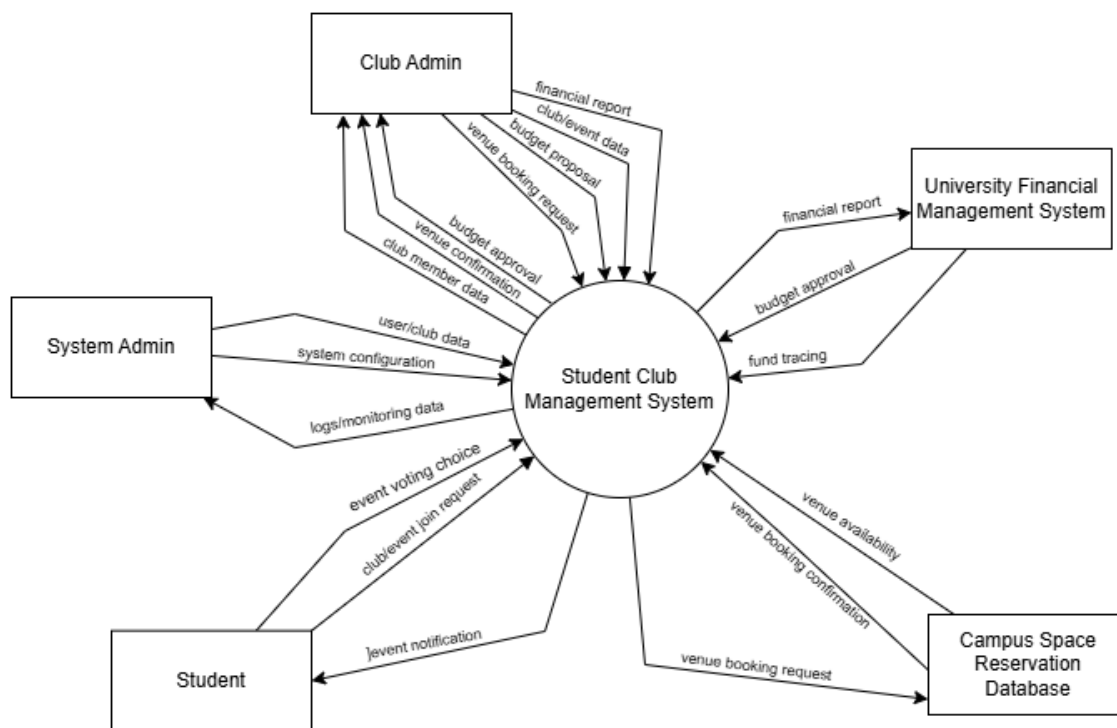 Club Admin
financial report
club/event data
budget proposal
venue booking request
budget approval
venue confirmation
club member data
University Financial
Management System
financial report
budget approval
fund tracing
System Admin
user/club data
system configuration
logs/monitoring data
Student Club
Management System
event voting choice
club/event join request
]event notification
Student
venue availability
venue booking confirmation
venue booking request
Campus Space
Reservation
Database